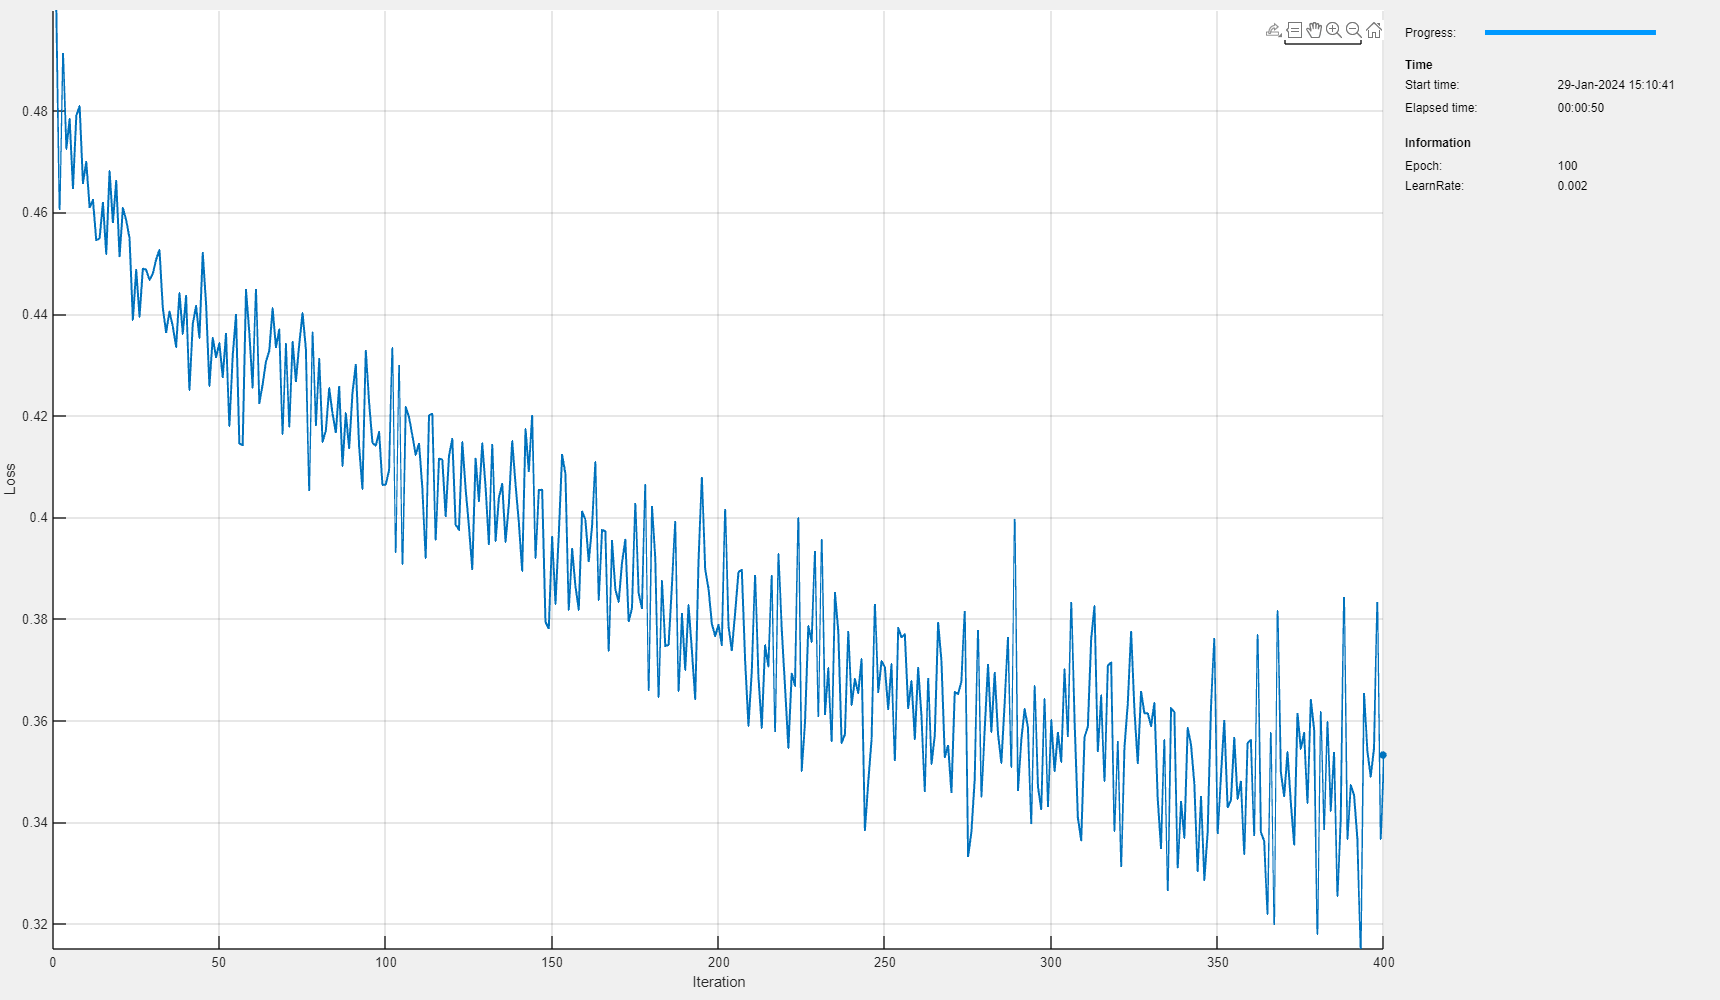 Progress:
Time
Start time: 29-Jan-2024 15:10:41
Elapsed time: 00:00:50
Information
Epoch: 100
LearnRate: 0.002
0.48
0.46
0.44
0.42
0.4
0.38
0.36
0.34
0.32
Loss
0 50 100 150 200 250 300 350 400
Iteration